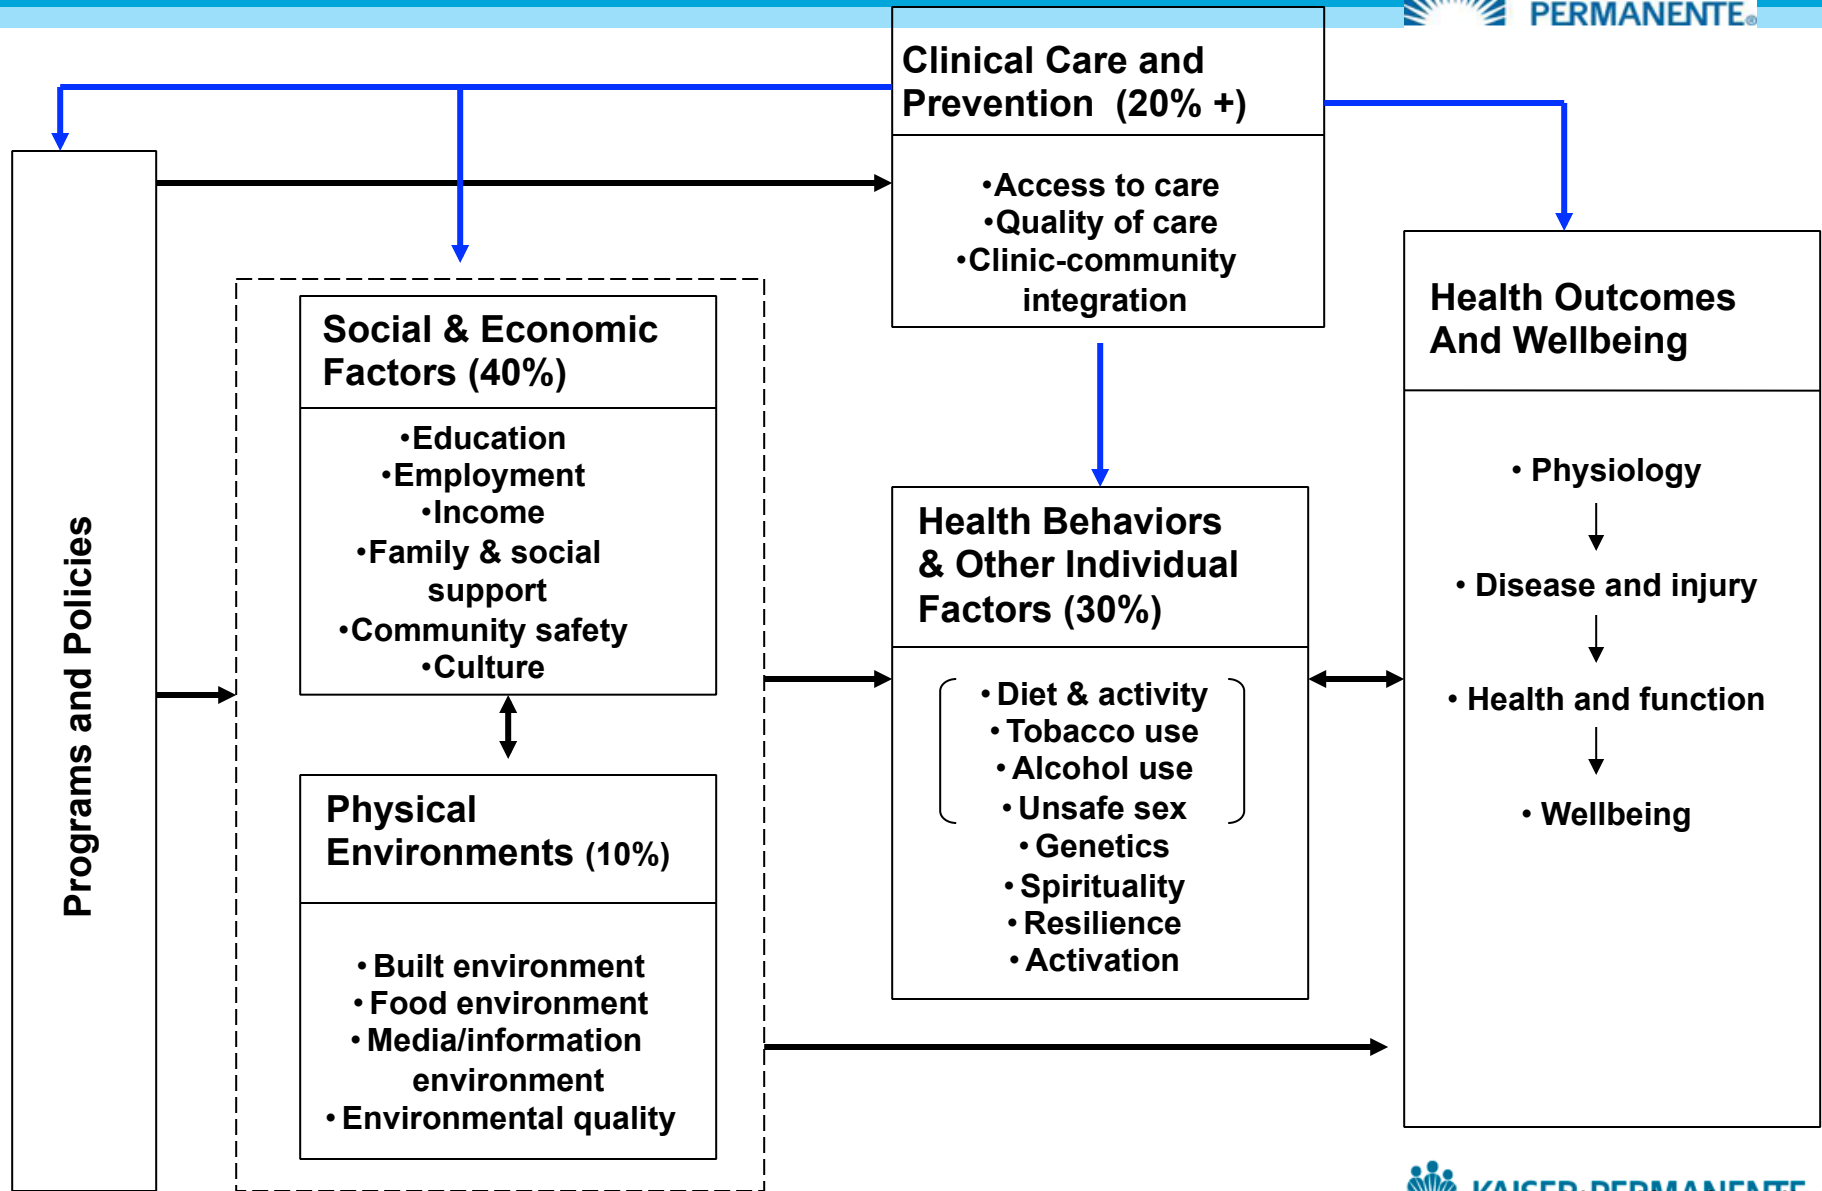 PERMANENTE®
Clinical Care and
Prevention (20% +)
•Access to care
•Quality of care
•Clinic-community
integration
Programs and Policies
Social & Economic
Factors (40%)
•Education
•Employment
•Income
•Family & social
support
•Community safety
•Culture
Physical
Environments (10%)
• Built environment
• Food environment
• Media/information
environment
• Environmental quality
Health Behaviors
& Other Individual
Factors (30%)
• Diet & activity
• Tobacco use
• Alcohol use
• Unsafe sex
• Genetics
• Spirituality
• Resilience
• Activation
Health Outcomes
And Wellbeing
• Physiology
• Disease and injury
• Health and function
• Wellbeing
KAISER PERMANENTE